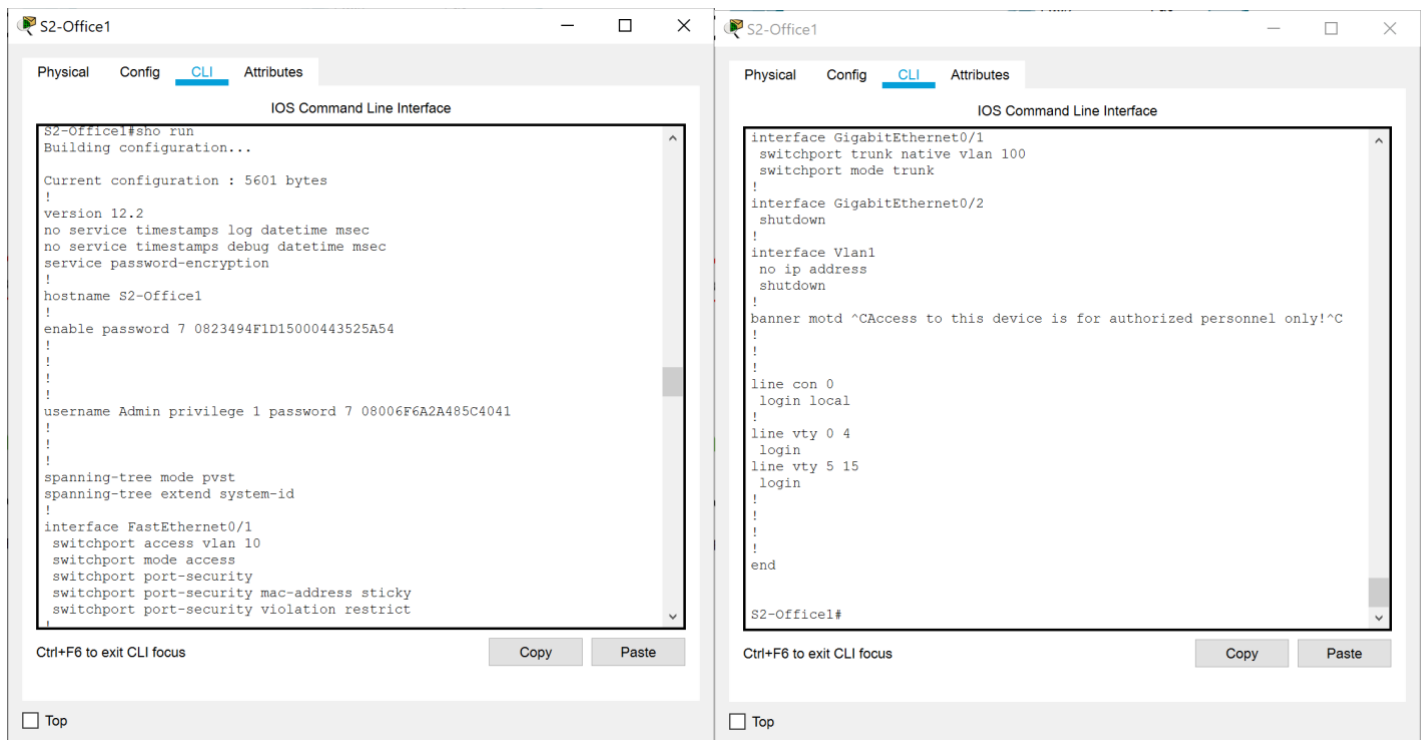 S2-Office1
Physical Config CLI Attributes
IOS Command Line Interface
S2-Office1#sho run
Building configuration...
Current configuration : 5601 bytes
!
version 12.2
no service timestamps log datetime msec
no service timestamps debug datetime msec
service password-encryption
!
hostname S2-Office1
!
enable password 7 0823494F1D15000443525A54
!
!
!
!
username Admin privilege 1 password 7 08006F6A2A485C4041
!
!
!
spanning-tree mode pvst
spanning-tree extend system-id
!
interface FastEthernet0/1
switchport access vlan 10
switchport mode access
switchport port-security
switchport port-security mac-address sticky
switchport port-security violation restrict
!
Ctrl+F6 to exit CLI focus
Copy
Paste
Top
S2-Office1
Physical Config CLI Attributes
IOS Command Line Interface
interface GigabitEthernet0/1
switchport trunk native vlan 100
switchport mode trunk
!
interface GigabitEthernet0/2
shutdown
!
interface Vlan1
no ip address
shutdown
!
banner motd ^CAccess to this device is for authorized personnel only!^C
!
!
!
line con 0
login local
!
line vty 0 4
login
line vty 5 15
login
!
!
!
!
end
S2-Office1#
Ctrl+F6 to exit CLI focus
Copy
Paste
Top